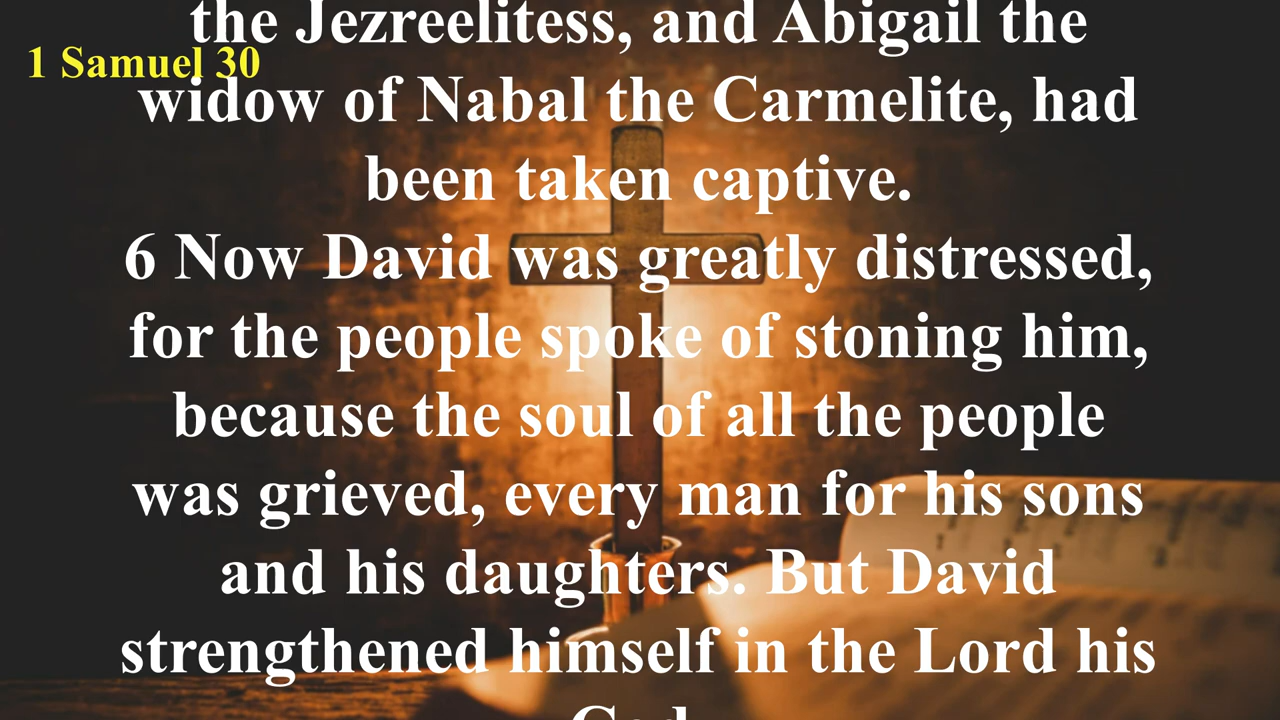 the Jezreelitess, and Abigail the
1 Samuel 30
widow of Nabal the Carmelite, had
been taken captive.
6 Now David was greatly distressed,
for the people spoke of stoning him,
because the soul of all the people
was grieved, every man for his sons
and his daughters. But David
strengthened himself in the Lord his
God